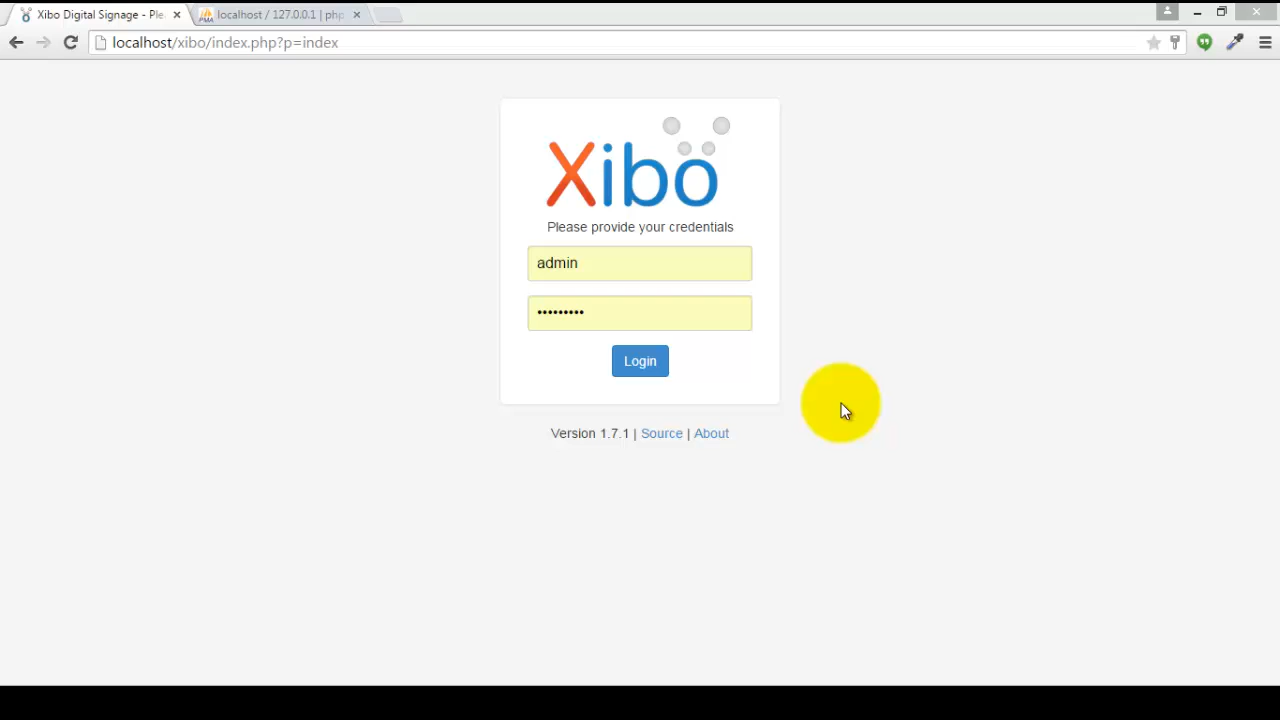 Xibo Digital Signage - Ple
localhost / 127.0.0.1 | php
localhost/xibo/index.php?p=index
Xibo
Please provide your credentials
admin
•••••••••
Login
Version 1.7.1 | Source | About